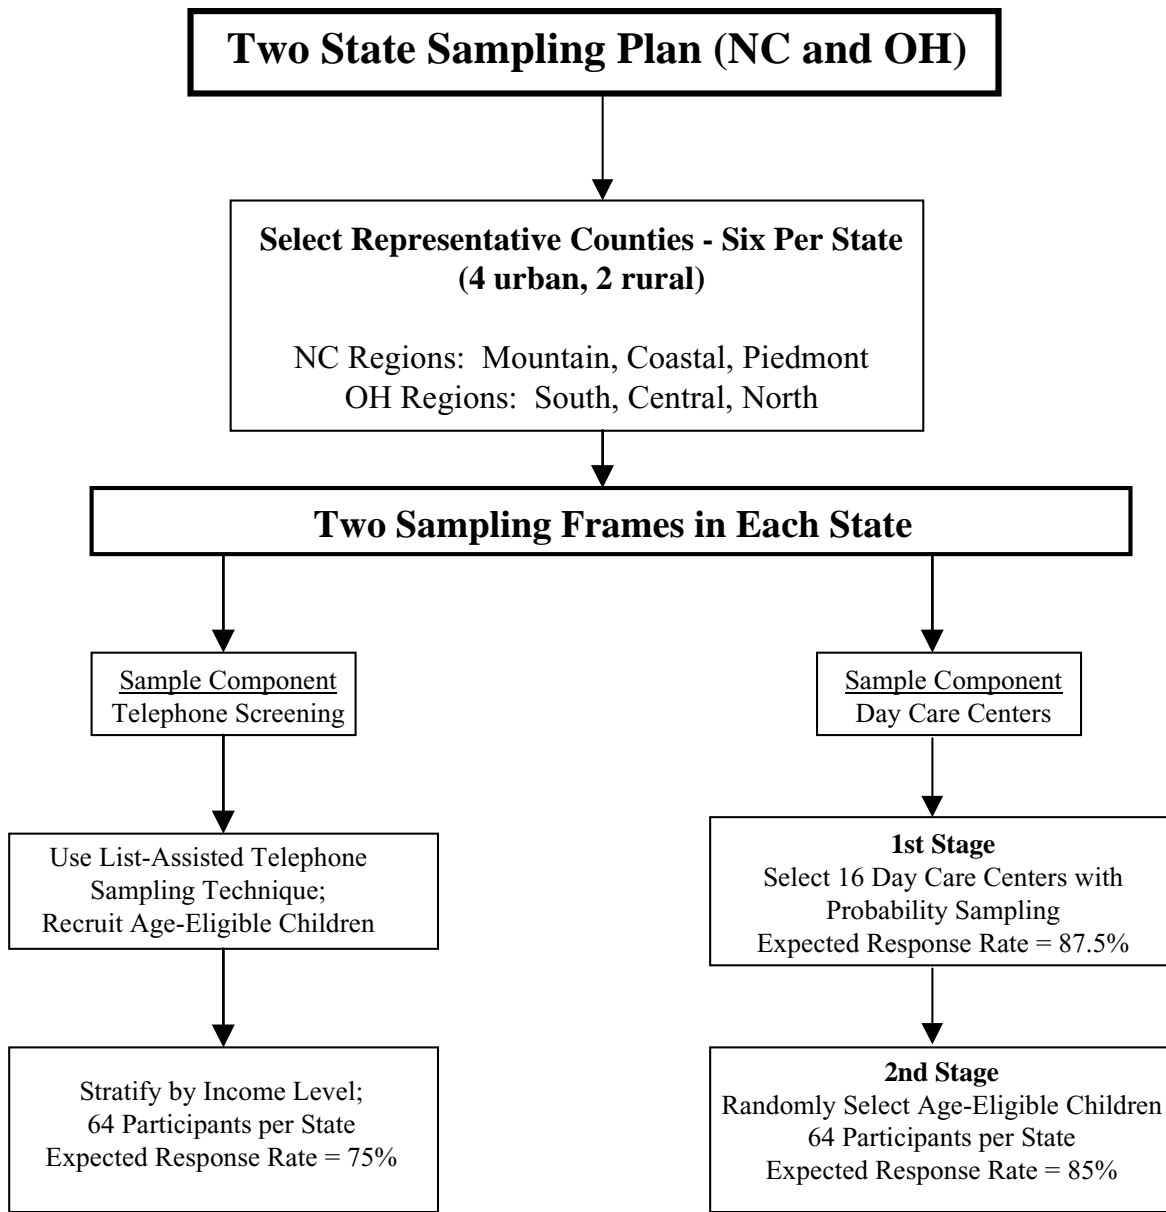 Two State Sampling Plan (NC and OH)
Select Representative Counties - Six Per State
(4 urban, 2 rural)
NC Regions:  Mountain, Coastal, Piedmont
OH Regions:  South, Central, North
Two Sampling Frames in Each State
Sample Component
Telephone Screening
Use List-Assisted Telephone
Sampling Technique;
Recruit Age-Eligible Children
Stratify by Income Level;
64 Participants per State
Expected Response Rate = 75%
Sample Component
Day Care Centers
1st Stage
Select 16 Day Care Centers with
Probability Sampling
Expected Response Rate = 87.5%
2nd Stage
Randomly Select Age-Eligible Children
64 Participants per State
Expected Response Rate = 85%